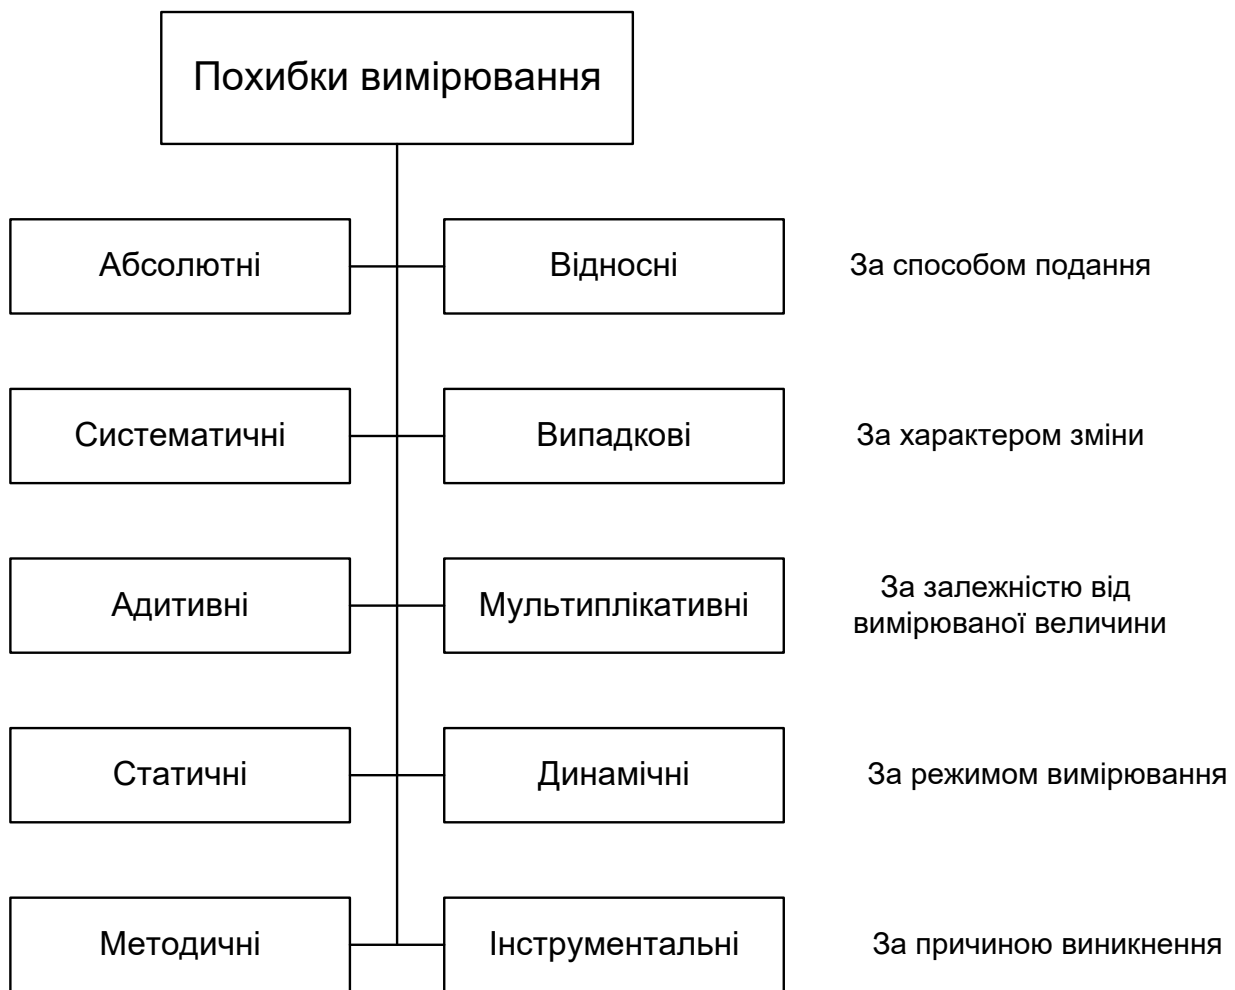 Похибки вимірювання
Абсолютні
Відносні
За способом подання
Систематичні
Випадкові
За характером зміни
Адитивні
Мультиплікативні
За залежністю від
вимірюваної величини
Статичні
Динамічні
За режимом вимірювання
Методичні
Інструментальні
За причиною виникнення